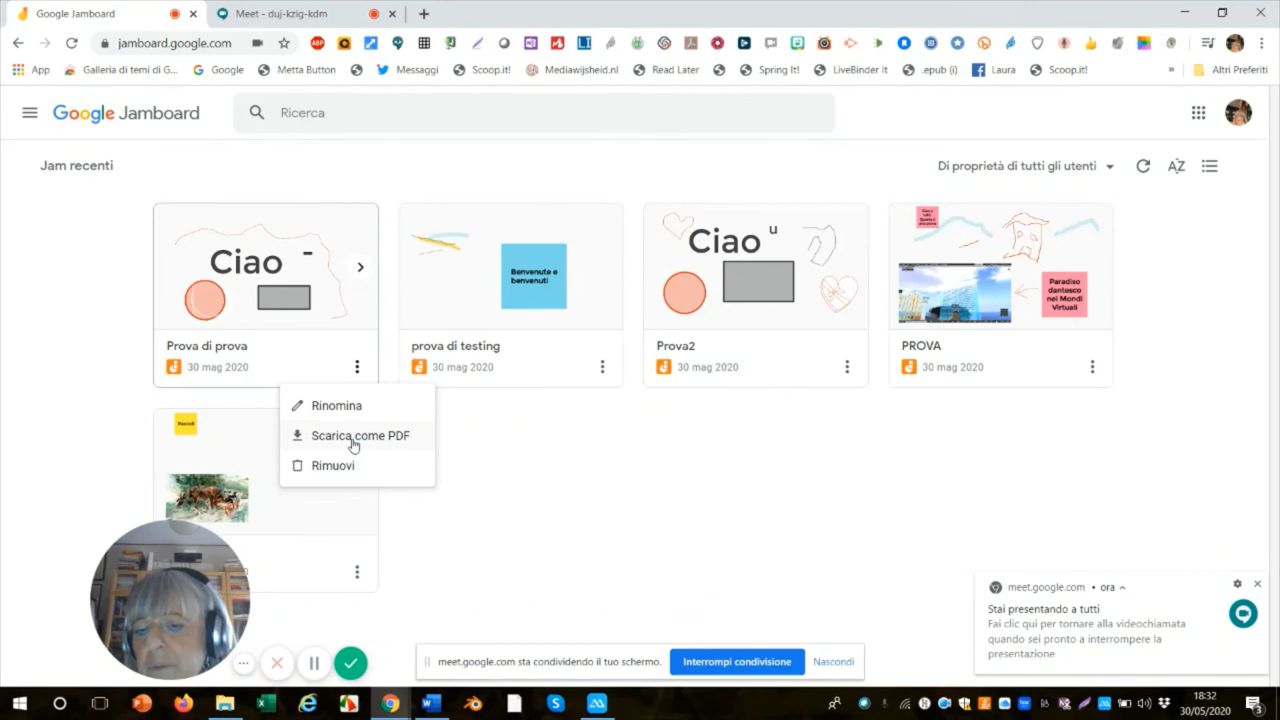 Google Jamboard
Meet - duj-kzig-kdm
jamboard.google.com
App
Galleria di temi di G...
Google
Metta Button
Messaggi
Scoop.it!
Mediawijsheid.nl
Read Later
Spring It!
LiveBinder It
.epub (i)
Laura
Scoop.it!
Altri Preferiti
Google Jamboard
Ricerca
Jam recenti
Di proprietà di tutti gli utenti
Ciao -
Benvenute e
benvenuti
Ciao u
Paradiso
dantesco
nei Mondi
Virtuali
Prova di prova
30 mag 2020
prova di testing
30 mag 2020
Prova2
30 mag 2020
PROVA
30 mag 2020
Rinomina
Scarica come PDF
Rimuovi
meet.google.com • ora
Stai presentando a tutti
Fai clic qui per tornare alla videochiamata
quando sei pronto a interrompere la
presentazione
meet.google.com sta condividendo il tuo schermo.
Interrompi condivisione
Nascondi
18:32
30/05/2020